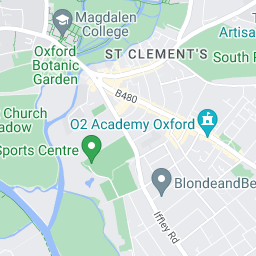 Magdalen
College
Oxford
Botanic
Garden
ST CLEMENT'S
Artisa
South P
B480
Church
adow
O2 Academy Oxford
Sports Centre
BlondeandBe
Iffley Rd